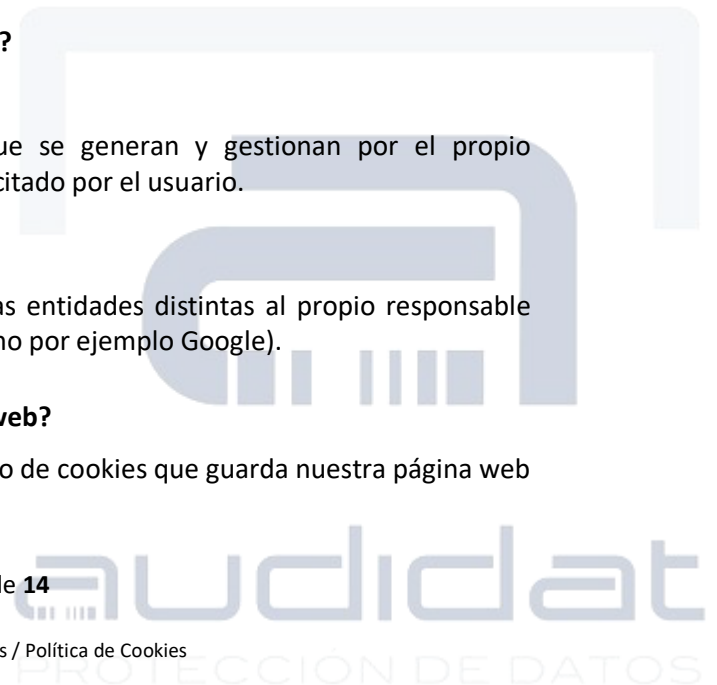 ?
ue se generan y gestionan por el propio
citado por el usuario.
as entidades distintas al propio responsable
no por ejemplo Google).
web?
o de cookies que guarda nuestra página web
de 14
audidat
s / Política de Cookies
PROTECCIÓN DE DATOS